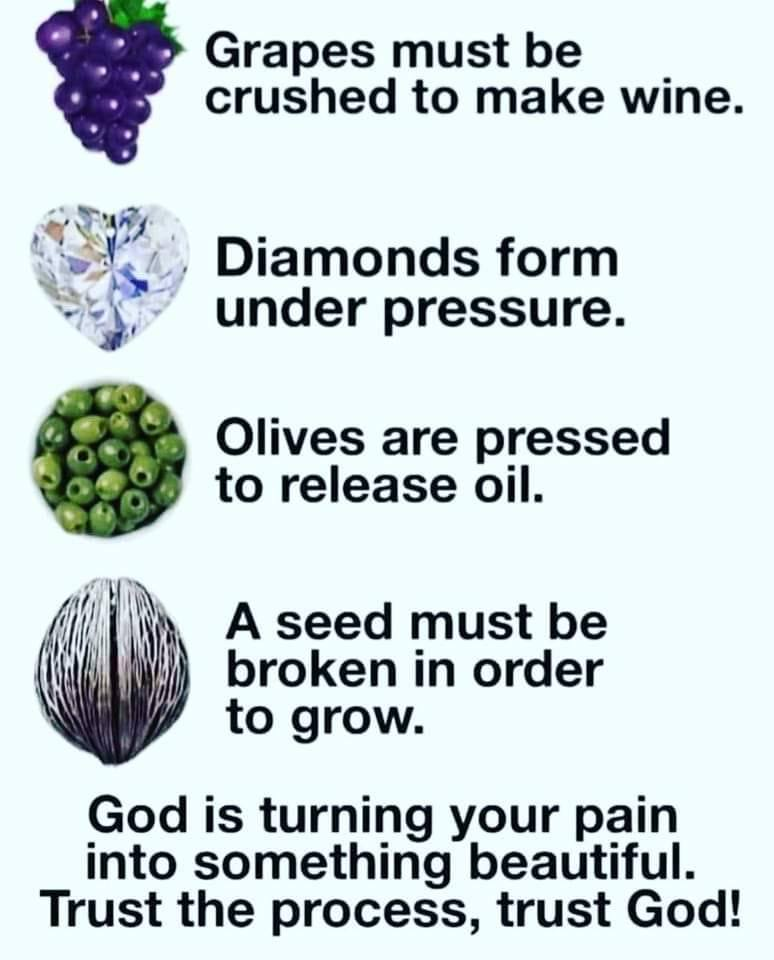 Grapes must be
crushed to make wine.
Diamonds form
under pressure.
Olives are pressed
to release oil.
A seed must be
broken in order
to grow.
God is turning your pain
into something beautiful.
Trust the process, trust God!